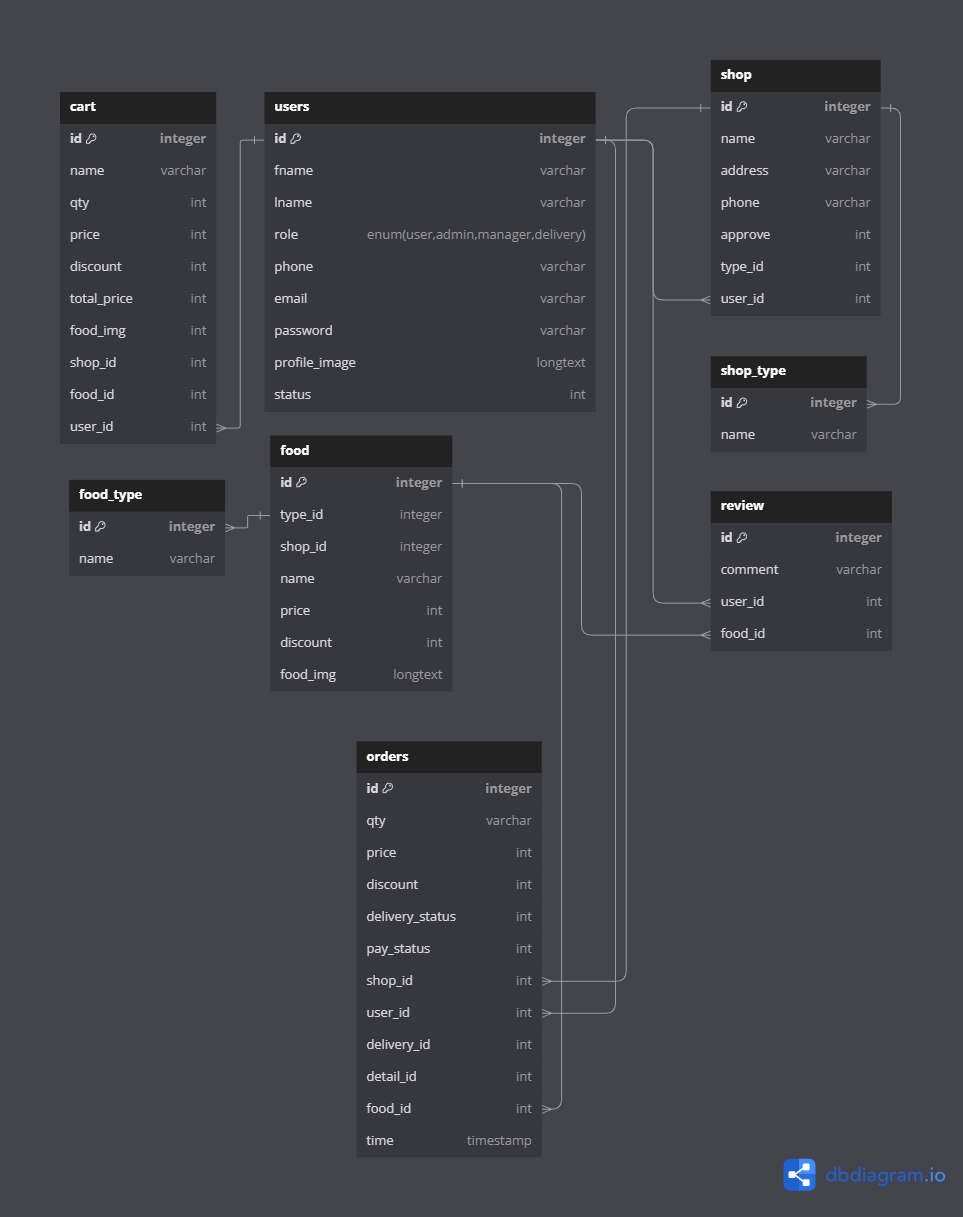 cart
id integer
name varchar
qty int
price int
discount int
total_price int
food_img int
shop_id int
food_id int
user_id int
users
id integer
fname varchar
lname varchar
role enum(user,admin,manager,delivery)
phone varchar
email varchar
password varchar
profile_image longtext
status int
shop
id integer
name varchar
address varchar
phone varchar
approve int
type_id int
user_id int
shop_type
id integer
name varchar
food_type
id integer
name varchar
food
id integer
type_id integer
shop_id integer
name varchar
price int
discount int
food_img longtext
review
id integer
comment varchar
user_id int
food_id int
orders
id integer
qty varchar
price int
discount int
delivery_status int
pay_status int
shop_id int
user_id int
delivery_id int
detail_id int
food_id int
time timestamp
dbdiagram.io